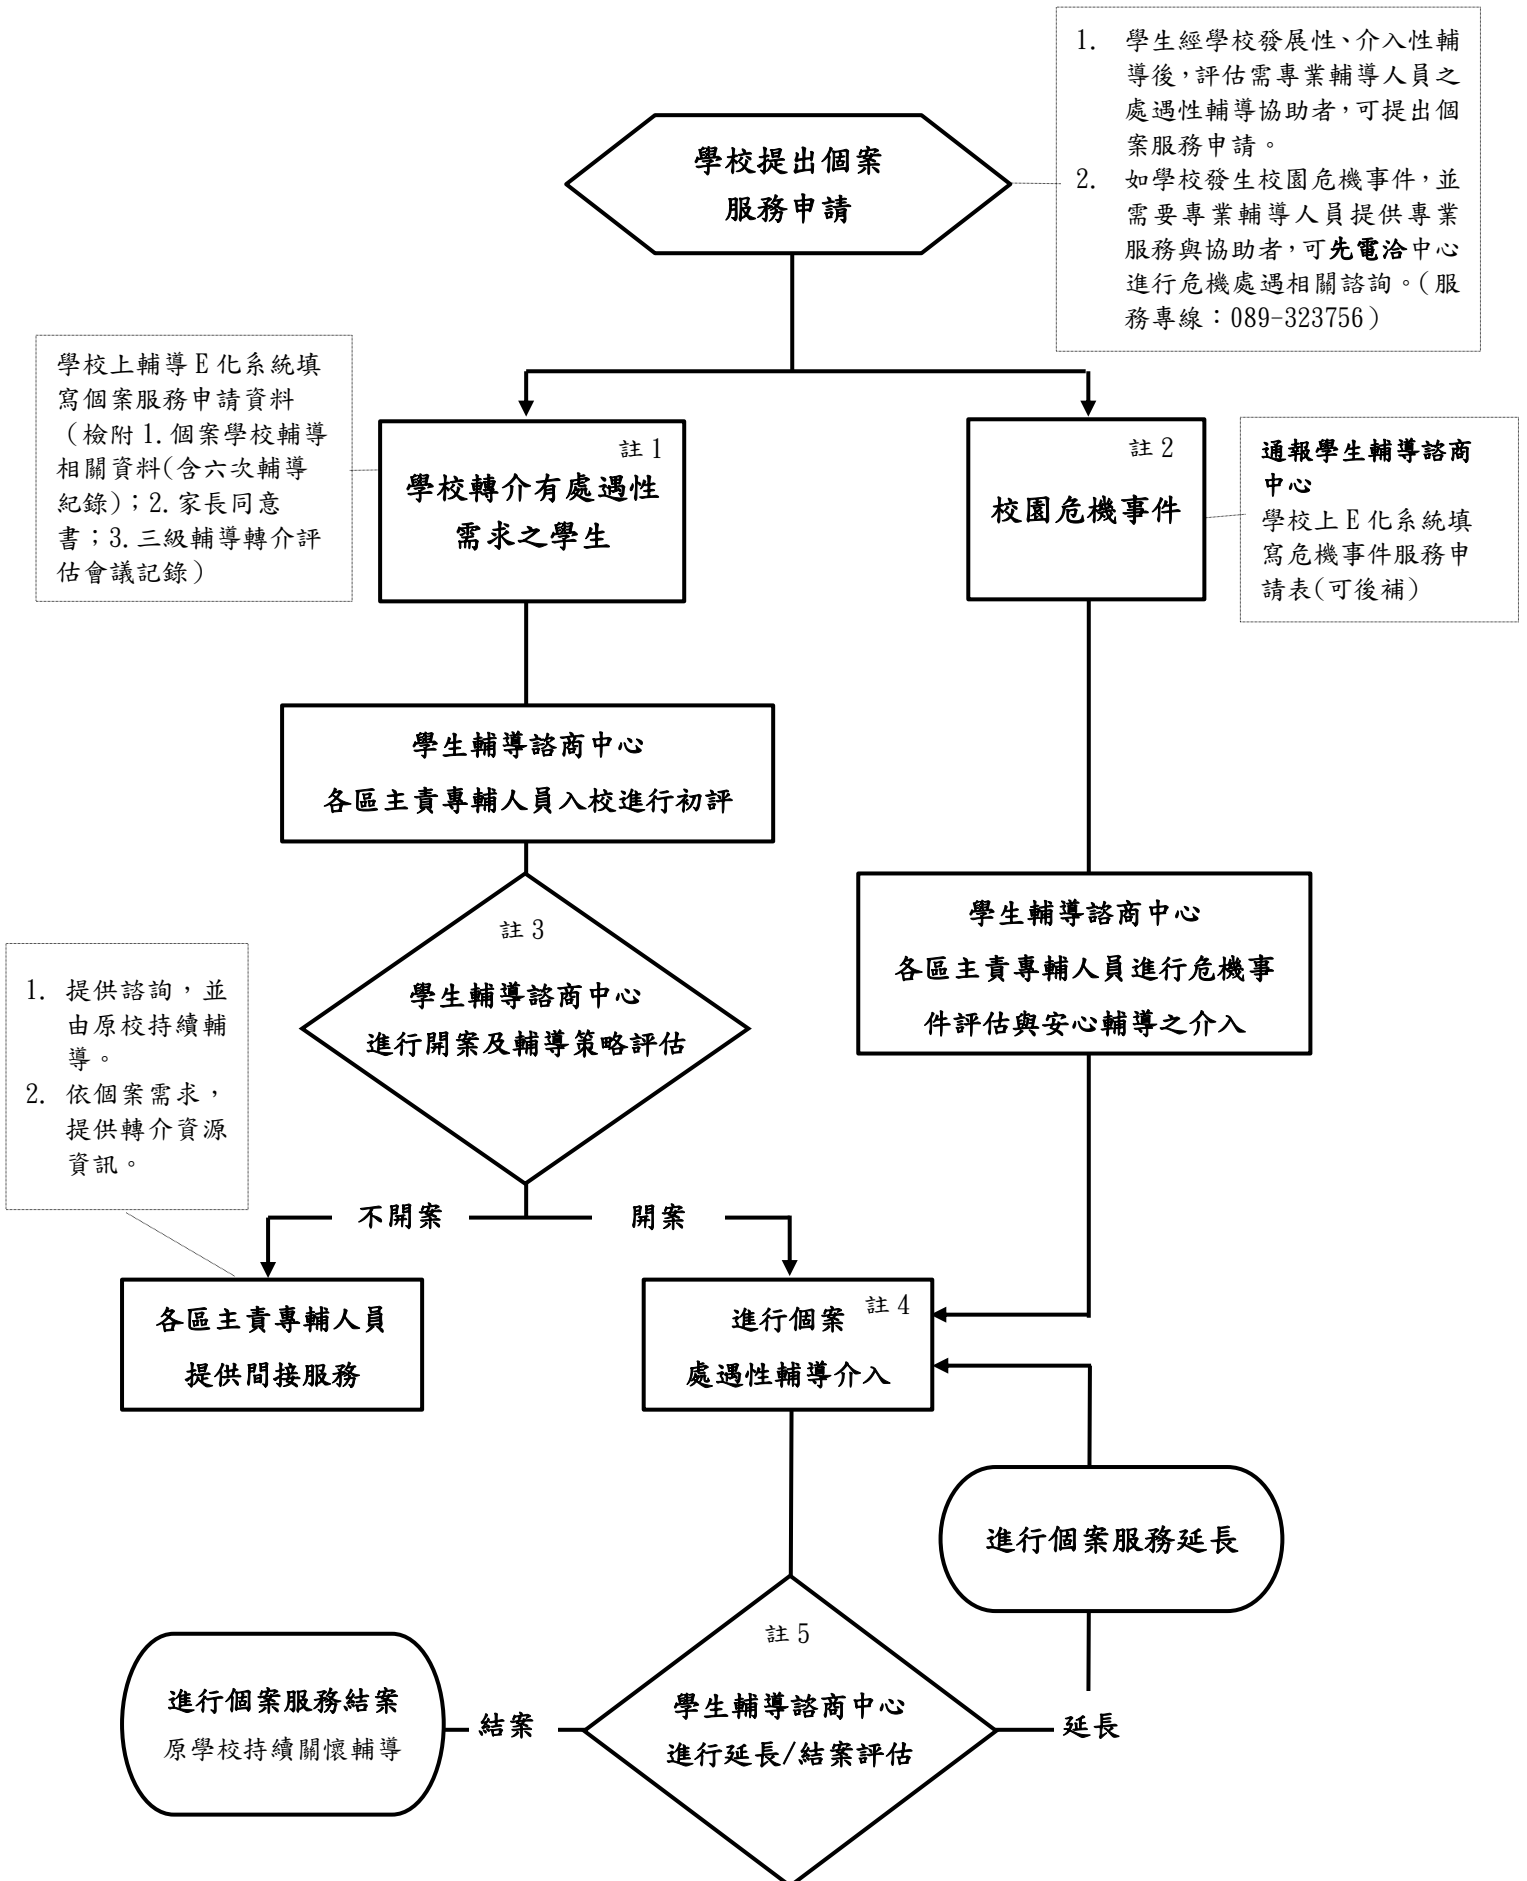 1. 學生經學校發展性、介入性輔
導後，評估需專業輔導人員之
處遇性輔導協助者，可提出個
案服務申請。
2. 如學校發生校園危機事件，並
需要專業輔導人員提供專業
服務與協助者，可先電洽中心
進行危機處遇相關諮詢。(服
務專線：089-323756)
學校提出個案
服務申請
學校上輔導 E 化系統填
寫個案服務申請資料
（檢附 1.個案學校輔導
相關資料(含六次輔導
紀錄)；2.家長同意
書；3.三級輔導轉介評
估會議記錄）
註 1
學校轉介有處遇性
需求之學生
註 2
校園危機事件
通報學生輔導諮商
中心
學校上 E 化系統填
寫危機事件服務申
請表(可後補)
學生輔導諮商中心
各區主責專輔人員入校進行初評
學生輔導諮商中心
各區主責專輔人員進行危機事
件評估與安心輔導之介入
註 3
學生輔導諮商中心
進行開案及輔導策略評估
1. 提供諮詢，並
由原校持續輔
導。
2. 依個案需求，
提供轉介資源
資訊。
不開案
開案
各區主責專輔人員
提供間接服務
註 4
進行個案
處遇性輔導介入
進行個案服務延長
註 5
學生輔導諮商中心
進行延長/結案評估
結案
延長
進行個案服務結案
原學校持續關懷輔導